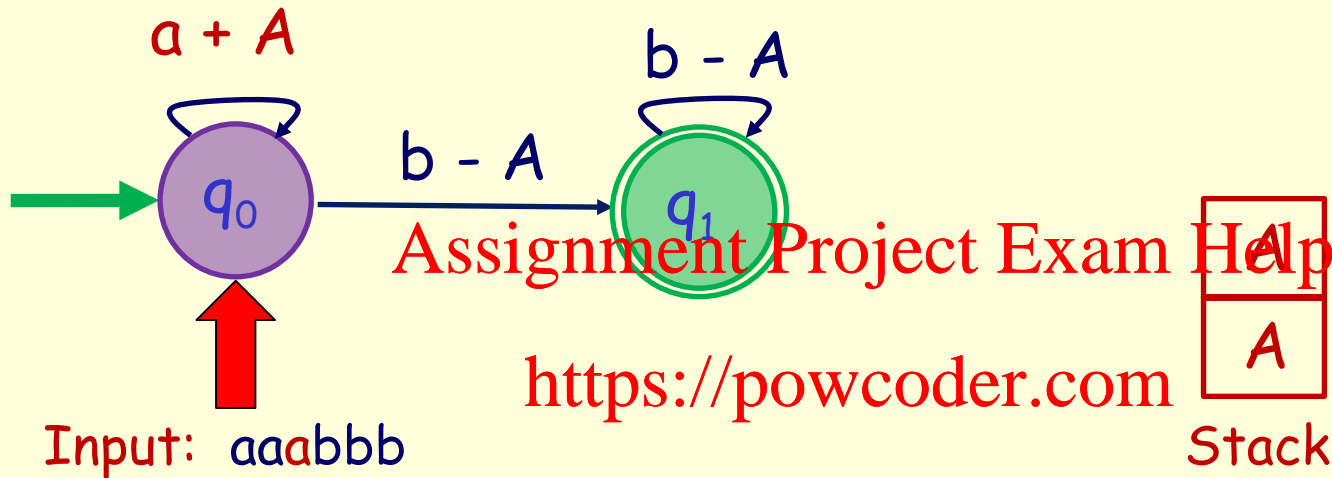 a + A
b - A
b - A
q0
q1
Assignment Project Exam Help
A
A
https://powcoder.com
Input: aaabbb
Stack